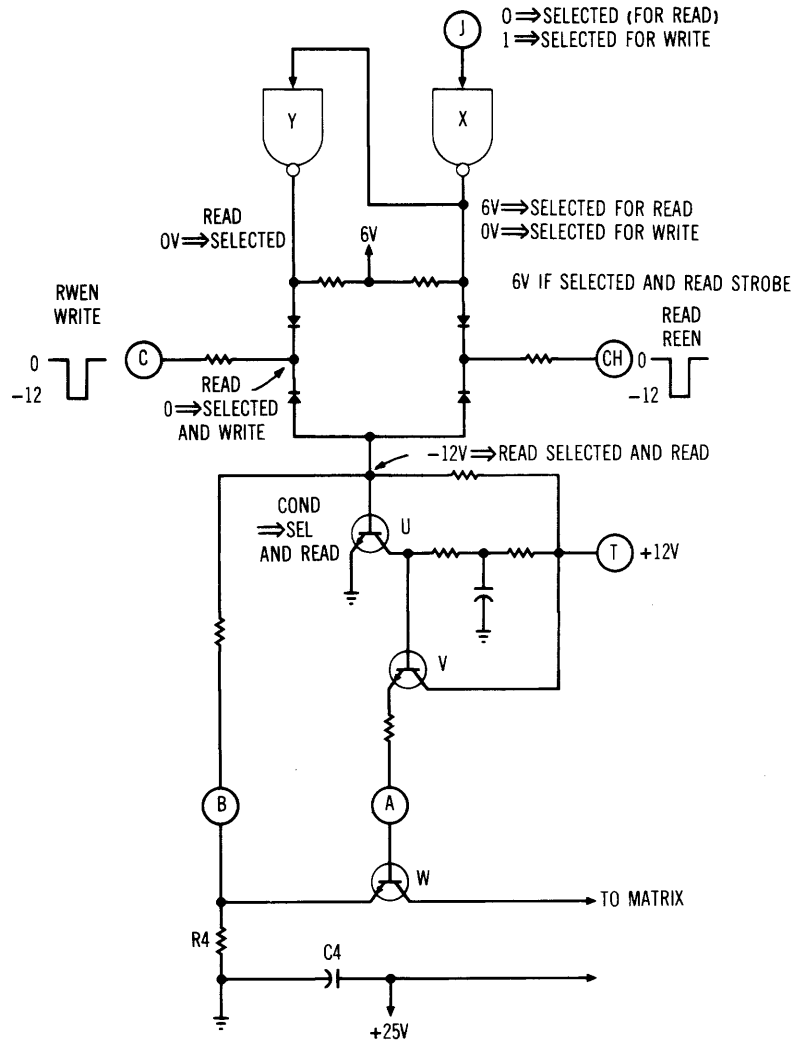 J
0⇒SELECTED (FOR READ)
1⇒SELECTED FOR WRITE
Y
X
READ
0V⇒SELECTED
6V
6V⇒SELECTED FOR READ
0V⇒SELECTED FOR WRITE
6V IF SELECTED AND READ STROBE
RWEN
WRITE
READ
REEN
0
-12
C
CH
0
-12
READ
0⇒SELECTED
AND WRITE
-12V⇒READ SELECTED AND READ
COND
⇒SEL
AND READ
U
T
+12V
V
B
A
W
TO MATRIX
R4
C4
+25V